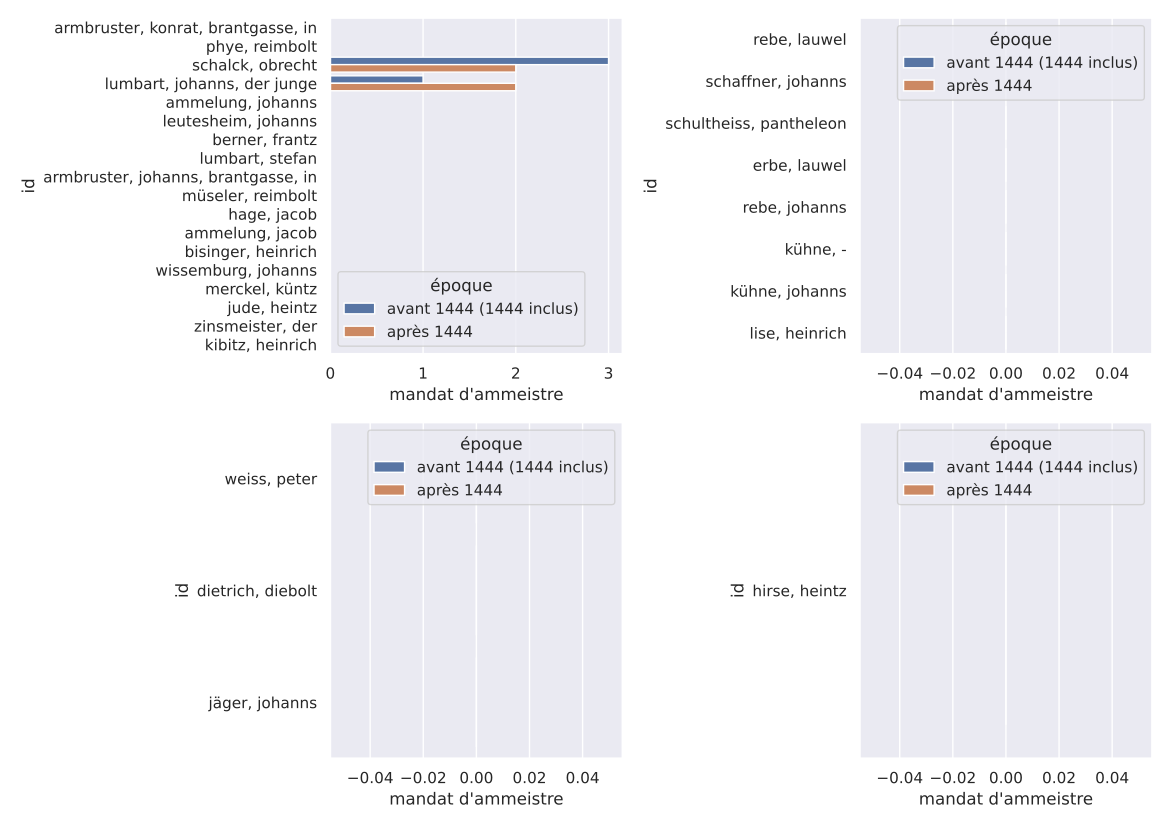 armbruster, konrat, brantgasse, in
phye, reimbolt
schalck, obrecht
lumbart, johanns, der junge
ammelung, johanns
leutesheim, johanns
berner, frantz
lumbart, stefan
armbruster, johanns, brantgasse, in
müseler, reimbolt
hage, jacob
ammelung, jacob
bisinger, heinrich
wissemburg, johanns
merckel, küntz
jude, heintz
zinsmeister, der
kibitz, heinrich
id
époque
avant 1444 (1444 inclus)
après 1444
0 1 2 3
mandat d'ammeistre
rebe, lauwel
schaffner, johanns
schultheiss, pantheleon
erbe, lauwel
rebe, johanns
kühne, -
kühne, johanns
lise, heinrich
id
époque
avant 1444 (1444 inclus)
après 1444
−0.04 −0.02 0.00 0.02 0.04
mandat d'ammeistre
weiss, peter
dietrich, diebolt
jäger, johanns
id
époque
avant 1444 (1444 inclus)
après 1444
−0.04 −0.02 0.00 0.02 0.04
mandat d'ammeistre
hirse, heintz
id
époque
avant 1444 (1444 inclus)
après 1444
−0.04 −0.02 0.00 0.02 0.04
mandat d'ammeistre